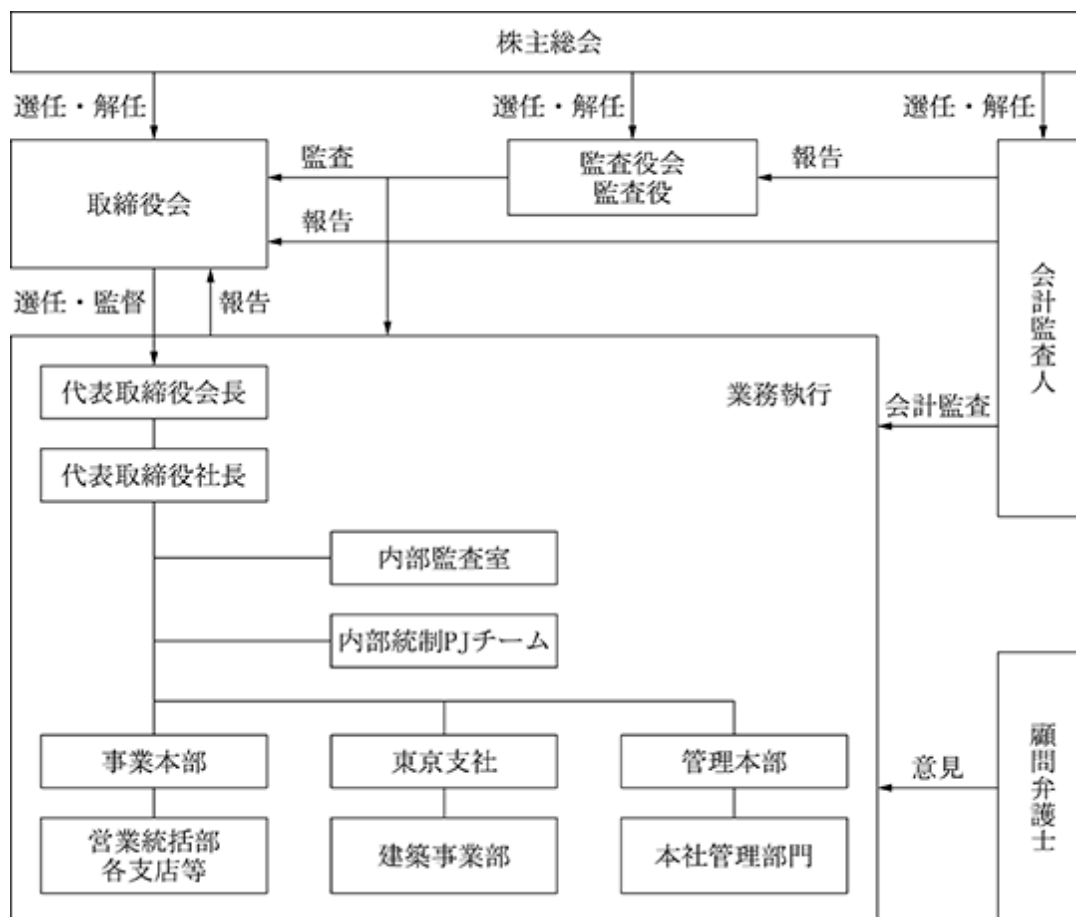 株主総会
選任・解任
選任・解任
選任・解任
監査
監査役会
監査役
報告
取締役会
報告
会計監査人
選任・監督
報告
代表取締役会長
業務執行
会計監査
代表取締役社長
内部監査室
内部統制PJチーム
事業本部
東京支社
管理本部
意見
顧問弁護士
営業統括部
各支店等
建築事業部
本社管理部門